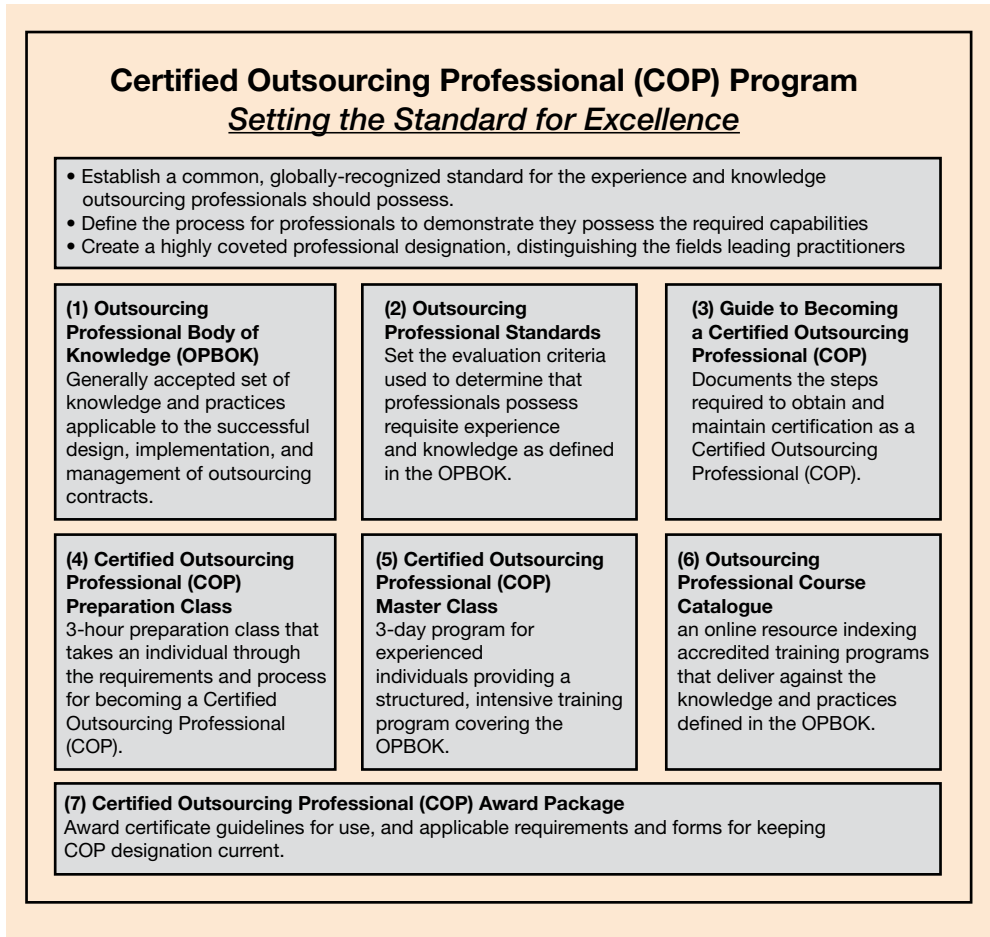 Certified Outsourcing Professional (COP) Program
Setting the Standard for Excellence
• Establish a common, globally-recognized standard for the experience and knowledge
outsourcing professionals should possess.
• Define the process for professionals to demonstrate they possess the required capabilities
• Create a highly coveted professional designation, distinguishing the fields leading practitioners
(1) Outsourcing
Professional Body of
Knowledge (OPBOK)
Generally accepted set of
knowledge and practices
applicable to the successful
design, implementation, and
management of outsourcing
contracts.
(2) Outsourcing
Professional Standards
Set the evaluation criteria
used to determine that
professionals possess
requisite experience
and knowledge as defined
in the OPBOK.
(3) Guide to Becoming
a Certified Outsourcing
Professional (COP)
Documents the steps
required to obtain and
maintain certification as a
Certified Outsourcing
Professional (COP).
(4) Certified Outsourcing
Professional (COP)
Preparation Class
3-hour preparation class that
takes an individual through
the requirements and process
for becoming a Certified
Outsourcing Professional
(COP).
(5) Certified Outsourcing
Professional (COP)
Master Class
3-day program for
experienced
individuals providing a
structured, intensive training
program covering the
OPBOK.
(6) Outsourcing
Professional Course
Catalogue
an online resource indexing
accredited training programs
that deliver against the
knowledge and practices
defined in the OPBOK.
(7) Certified Outsourcing Professional (COP) Award Package
Award certificate guidelines for use, and applicable requirements and forms for keeping
COP designation current.